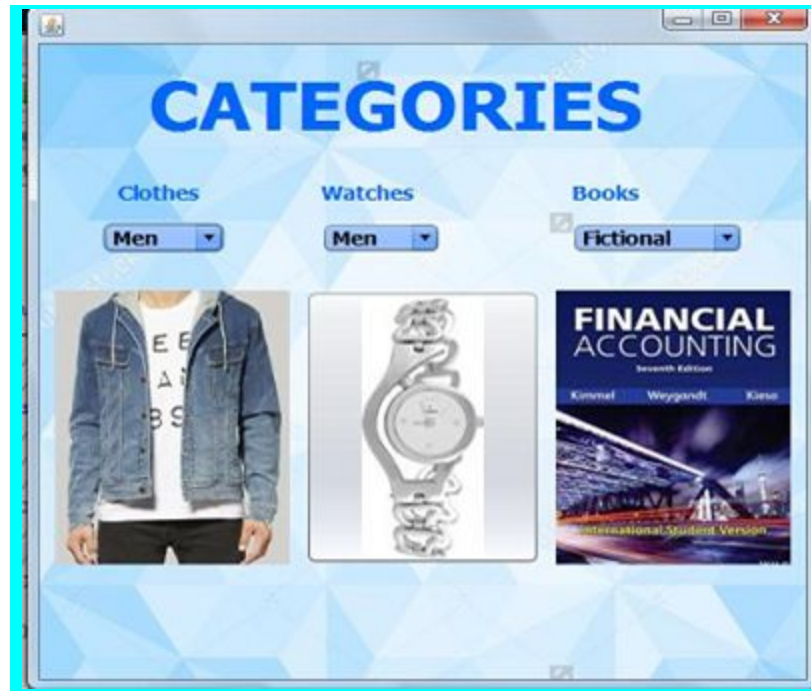 CATEGORIES
Clothes
Watches
Books
Men
Men
Fictional
FINANCIAL
ACCOUNTING
Seventh Edition
Kimmel Weygandt Kieso
International Student Version